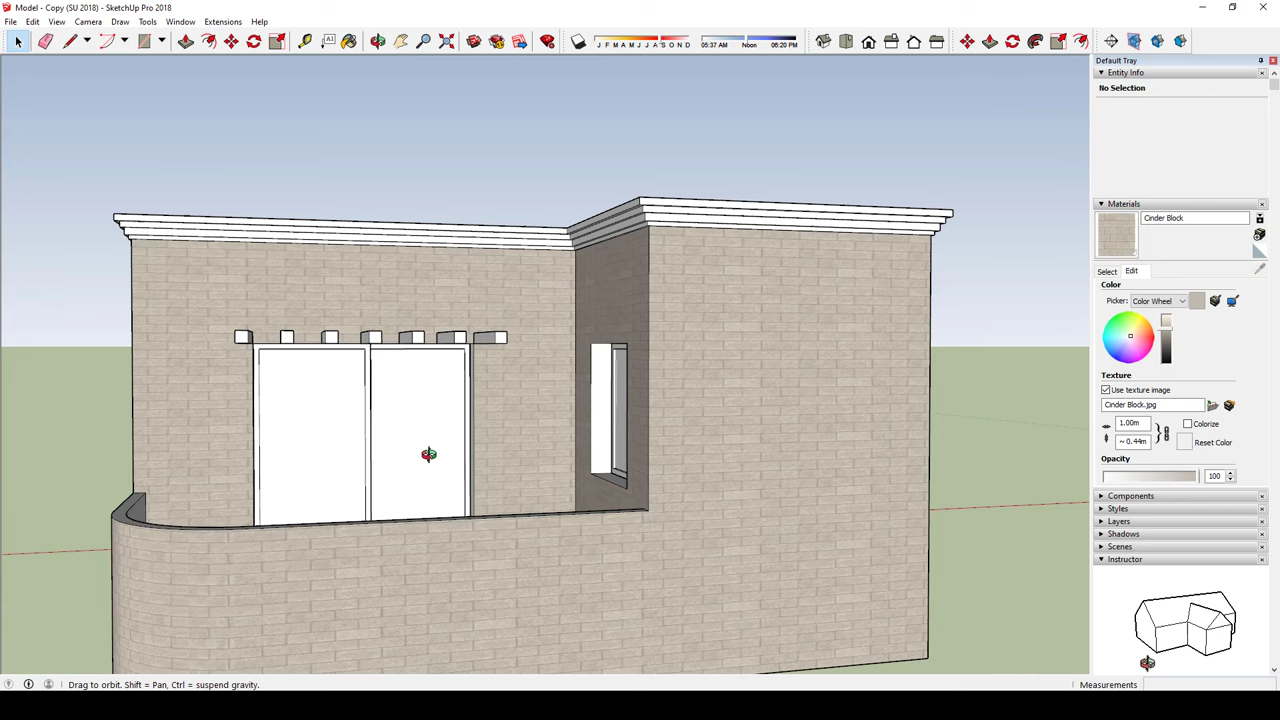 Model - Copy (SU 2018) - SketchUp Pro 2018
File Edit View Camera Draw Tools Window Extensions Help
J F M A M J J A S O N D
05:37 AM Noon 06:20 PM
Default Tray
Entity Info
No Selection
Materials
Cinder Block
Select Edit
Color
Picker: Color Wheel
Texture
Use texture image
Cinder Block.jpg
1.00m
Colorize
~ 0.44m
Reset Color
Opacity
100
Components
Styles
Layers
Shadows
Scenes
Instructor
Drag to orbit. Shift = Pan, Ctrl = suspend gravity.
Measurements